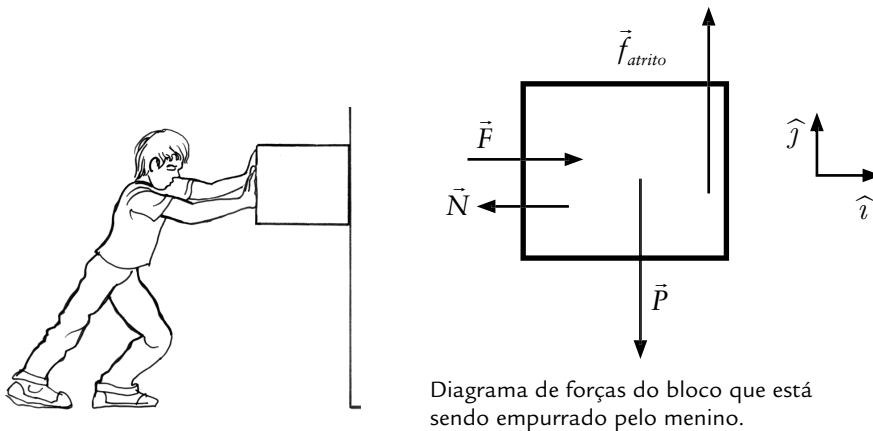 f⃗atrito
F⃗
ĵ
N⃗
î
P⃗
Diagrama de forças do bloco que está
sendo empurrado pelo menino.